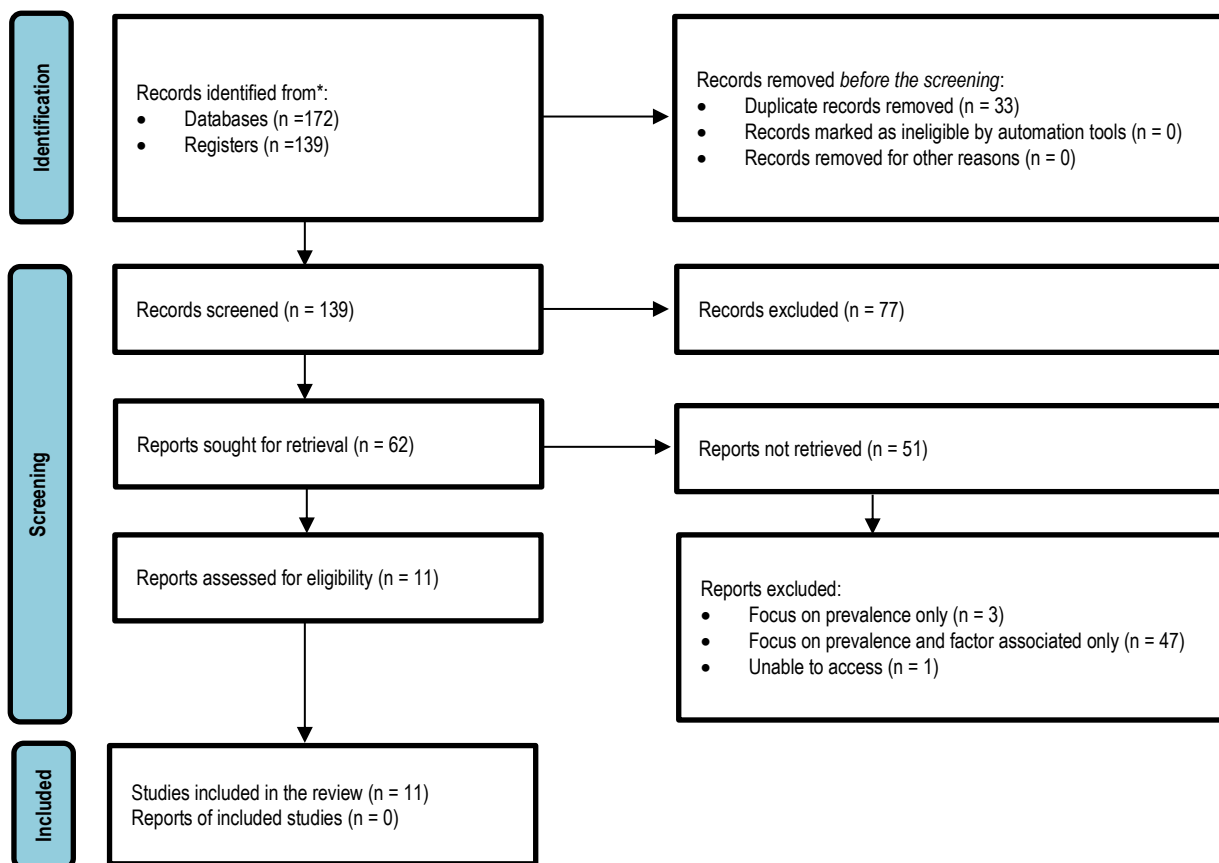 Identification
Records identified from*:
• Databases (n =172)
• Registers (n =139)
Records removed before the screening:
• Duplicate records removed (n = 33)
• Records marked as ineligible by automation tools (n = 0)
• Records removed for other reasons (n = 0)
Screening
Records screened (n = 139)
Records excluded (n = 77)
Reports sought for retrieval (n = 62)
Reports not retrieved (n = 51)
Reports assessed for eligibility (n = 11)
Reports excluded:
• Focus on prevalence only (n = 3)
• Focus on prevalence and factor associated only (n = 47)
• Unable to access (n = 1)
Included
Studies included in the review (n = 11)
Reports of included studies (n = 0)